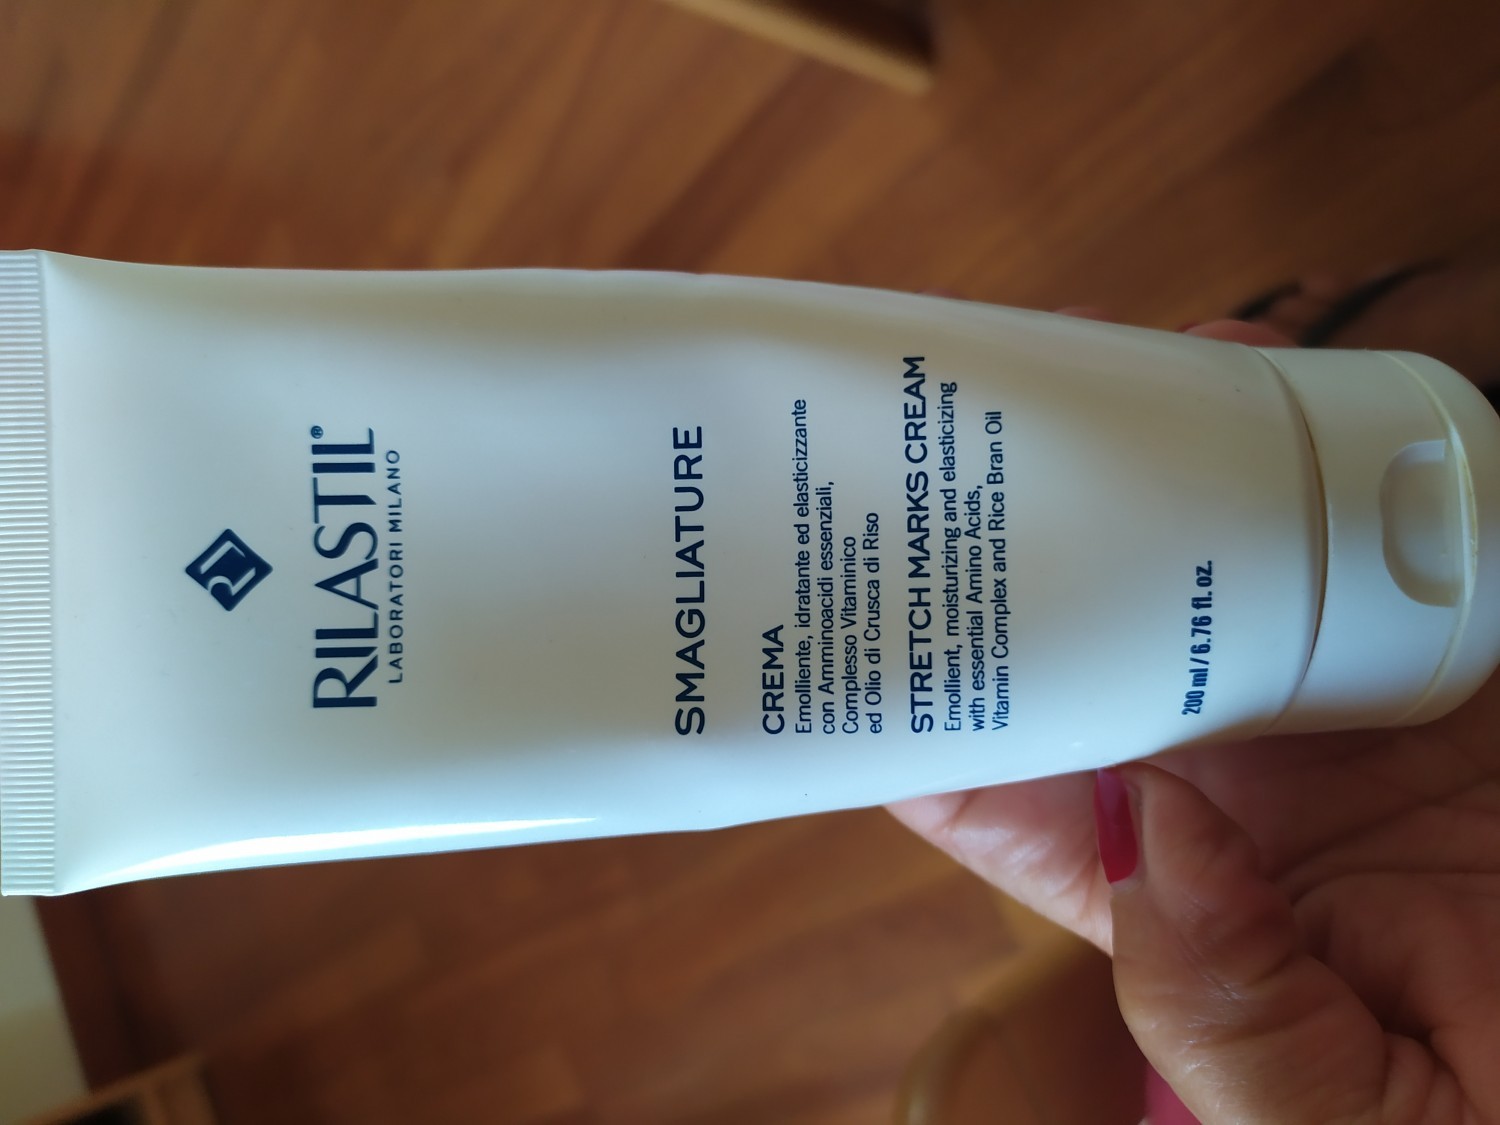 RILASTIL®
LABORATORI MILANO
SMAGLIATURE
CREMA
Emolliente, idratante ed elasticizzante
con Amminoacidi essenziali,
Complesso Vitaminico
ed Olio di Crusca di Riso
STRETCH MARKS CREAM
Emollient, moisturizing and elasticizing
with essential Amino Acids,
Vitamin Complex and Rice Bran Oil
200 ml / 6.76 fl. oz.